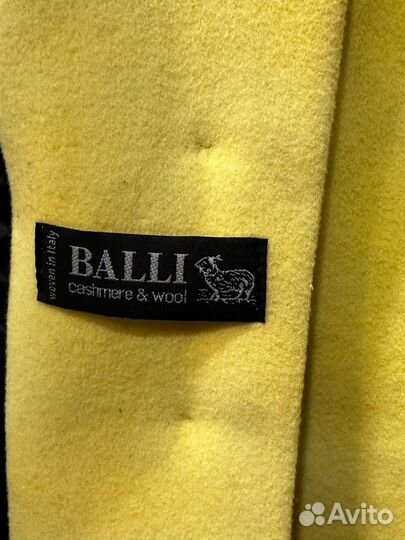 woven in Italy
BALLI
cashmere & wool
Avito